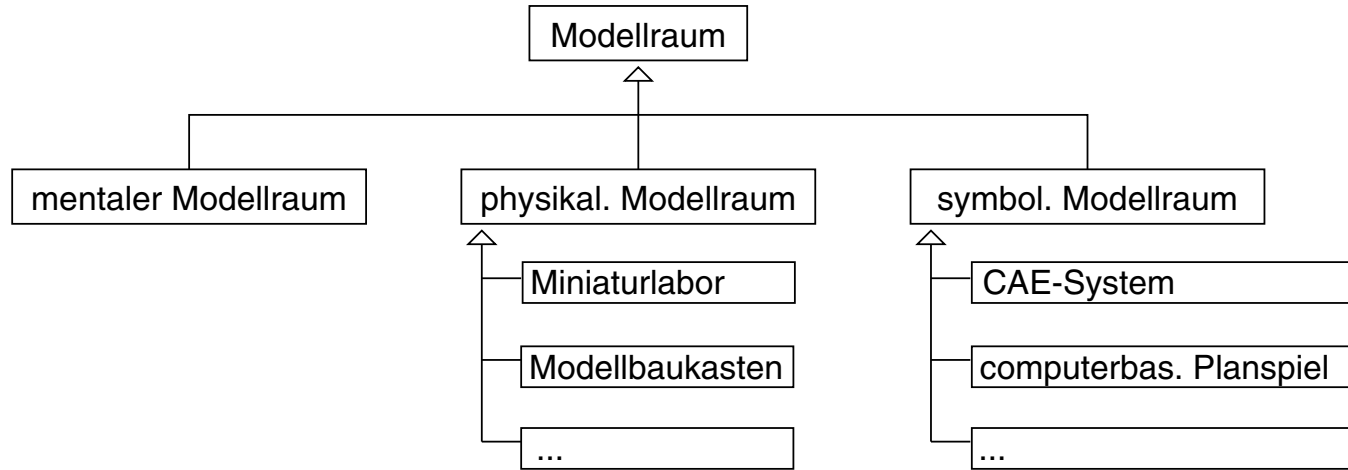 Modellraum
mentaler Modellraum
physikal. Modellraum
symbol. Modellraum
Miniaturlabor
CAE-System
Modellbaukasten
computerbas. Planspiel
...
...